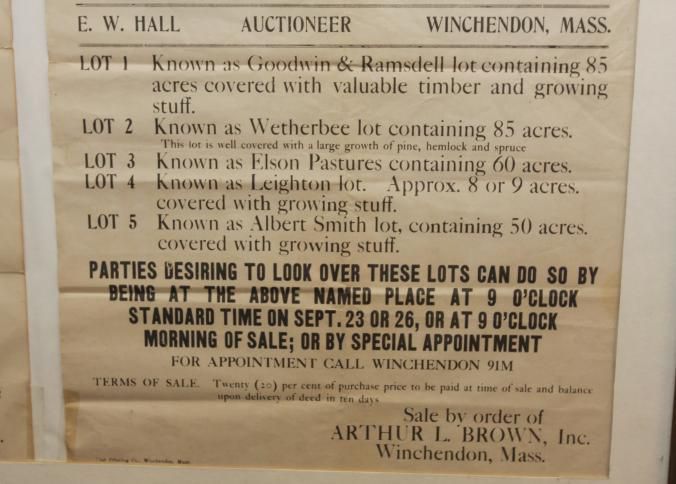 E. W. HALL AUCTIONEER WINCHENDON, MASS.
LOT 1 Known as Goodwin & Ramsdell lot containing 85
acres covered with valuable timber and growing
stuff.
LOT 2 Known as Wetherbee lot containing 85 acres.
This lot is well covered with a large growth of pine, hemlock and spruce
LOT 3 Known as Elson Pastures containing 60 acres.
LOT 4 Known as Leighton lot. Approx. 8 or 9 acres.
covered with growing stuff.
LOT 5 Known as Albert Smith lot, containing 50 acres.
covered with growing stuff.
PARTIES DESIRING TO LOOK OVER THESE LOTS CAN DO SO BY
BEING AT THE ABOVE NAMED PLACE AT 9 O'CLOCK
STANDARD TIME ON SEPT. 23 OR 26, OR AT 9 O'CLOCK
MORNING OF SALE; OR BY SPECIAL APPOINTMENT
FOR APPOINTMENT CALL WINCHENDON 91M
TERMS OF SALE. Twenty (20) per cent of purchase price to be paid at time of sale and balance
upon delivery of deed in ten days
Sale by order of
ARTHUR L. BROWN, Inc.
Winchendon, Mass.
Printing Co., Winchendon, Mass.